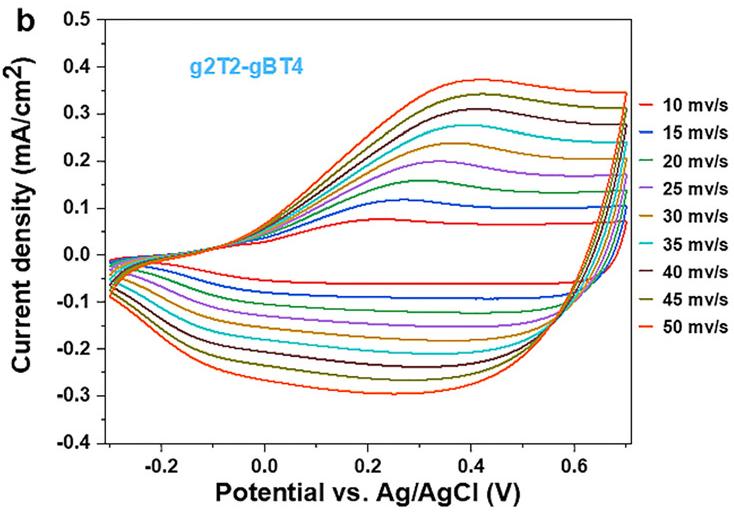 b
g2T2-gBT4
Current density (mA/cm2)
0.5
0.4
0.3
0.2
0.1
0.0
-0.1
-0.2
-0.3
-0.4
-0.2 0.0 0.2 0.4 0.6
Potential vs. Ag/AgCl (V)
10 mv/s
15 mv/s
20 mv/s
25 mv/s
30 mv/s
35 mv/s
40 mv/s
45 mv/s
50 mv/s